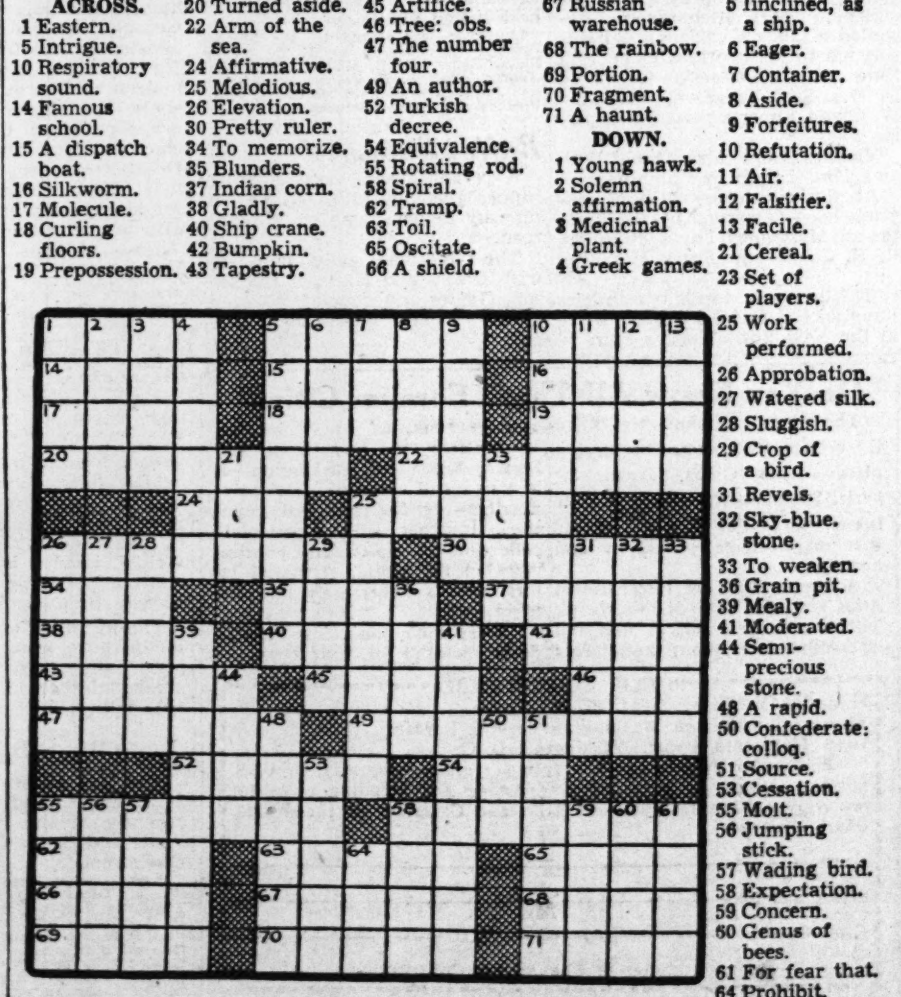 ACROSS.
1 Eastern.
5 Intrigue.
10 Respiratory
sound.
14 Famous
school.
15 A dispatch
boat.
16 Silkworm.
17 Molecule.
18 Curling
floors.
19 Prepossession.
20 Turned aside.
22 Arm of the
sea.
24 Affirmative.
25 Melodious.
26 Elevation.
30 Pretty ruler.
34 To memorize.
35 Blunders.
37 Indian corn.
38 Gladly.
40 Ship crane.
42 Bumpkin.
43 Tapestry.
45 Artifice.
46 Tree: obs.
47 The number
four.
49 An author.
52 Turkish
decree.
54 Equivalence.
55 Rotating rod.
58 Spiral.
62 Tramp.
63 Toil.
65 Oscitate.
66 A shield.
67 Russian
warehouse.
68 The rainbow.
69 Portion.
70 Fragment.
71 A haunt.
DOWN.
1 Young hawk.
2 Solemn
affirmation.
3 Medicinal
plant.
4 Greek games.
5 Inclined, as
a ship.
6 Eager.
7 Container.
8 Aside.
9 Forfeitures.
10 Refutation.
11 Air.
12 Falsifier.
13 Facile.
21 Cereal.
23 Set of
players.
25 Work
performed.
26 Approbation.
27 Watered silk.
28 Sluggish.
29 Crop of
a bird.
31 Revels.
32 Sky-blue.
stone.
33 To weaken.
36 Grain pit.
39 Mealy.
41 Moderated.
44 Semi-
precious
stone.
48 A rapid.
50 Confederate:
colloq.
51 Source.
53 Cessation.
55 Molt.
56 Jumping
stick.
57 Wading bird.
58 Expectation.
59 Concern.
60 Genus of
bees.
61 For fear that.
64 Prohibit.
1 2 3 4 5 6 7 8 9 10 11 12 13
14 15 16
17 18 19
20 21 22 23
24 25
26 27 28 29 30 31 32 33
34 35 36 37
38 39 40 41 42
43 44 45 46
47 48 49 50 51
52 53 54
55 56 57 58 59 60 61
62 63 64 65
66 67 68
69 70 71